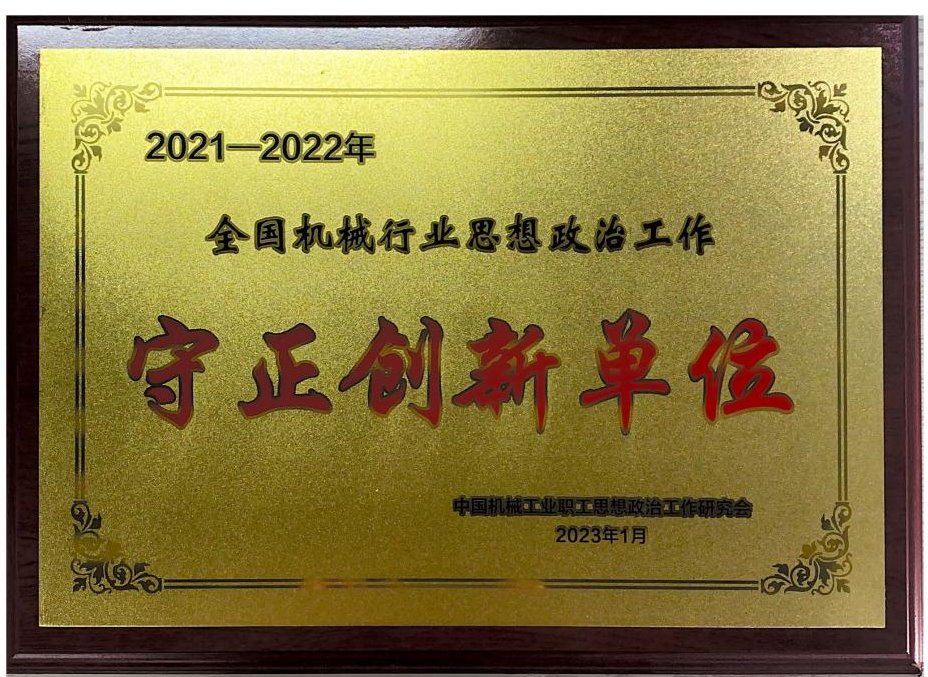 2021—2022年
全国机械行业思想政治工作
守正创新单位
中国机械工业职工思想政治工作研究会
2023年1月